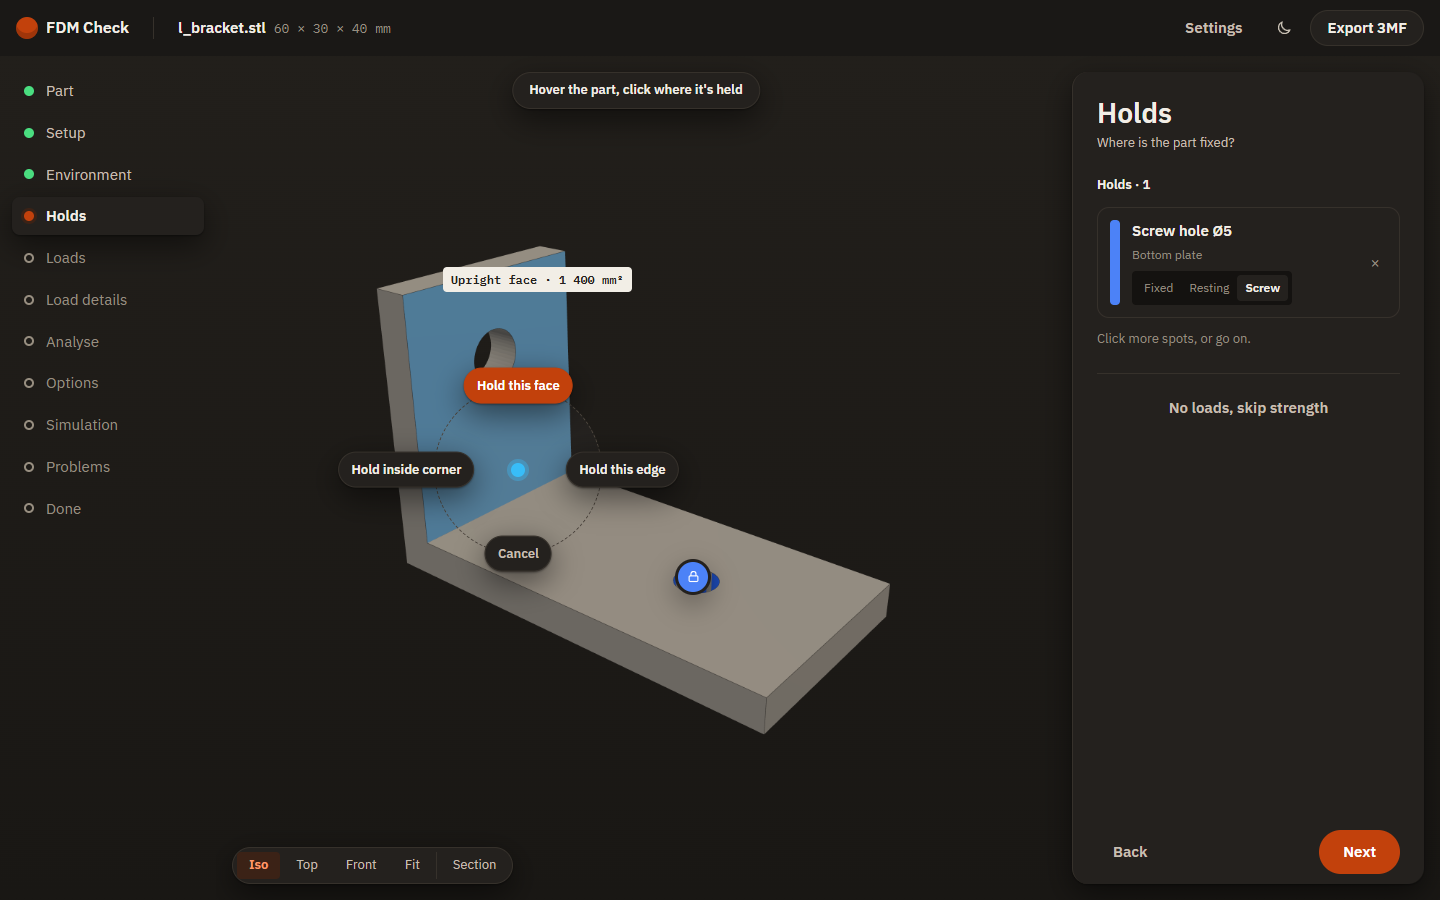 FDM Check
l_bracket.stl 60 × 30 × 40 mm
Settings
Export 3MF
Part
Setup
Environment
Holds
Loads
Load details
Analyse
Options
Simulation
Problems
Done
Hover the part, click where it's held
Upright face · 1 400 mm²
Hold this face
Hold inside corner
Hold this edge
Cancel
Iso Top Front Fit Section
Holds
Where is the part fixed?
Holds · 1
Screw hole Ø5
Bottom plate
×
Fixed Resting Screw
Click more spots, or go on.
No loads, skip strength
Back
Next